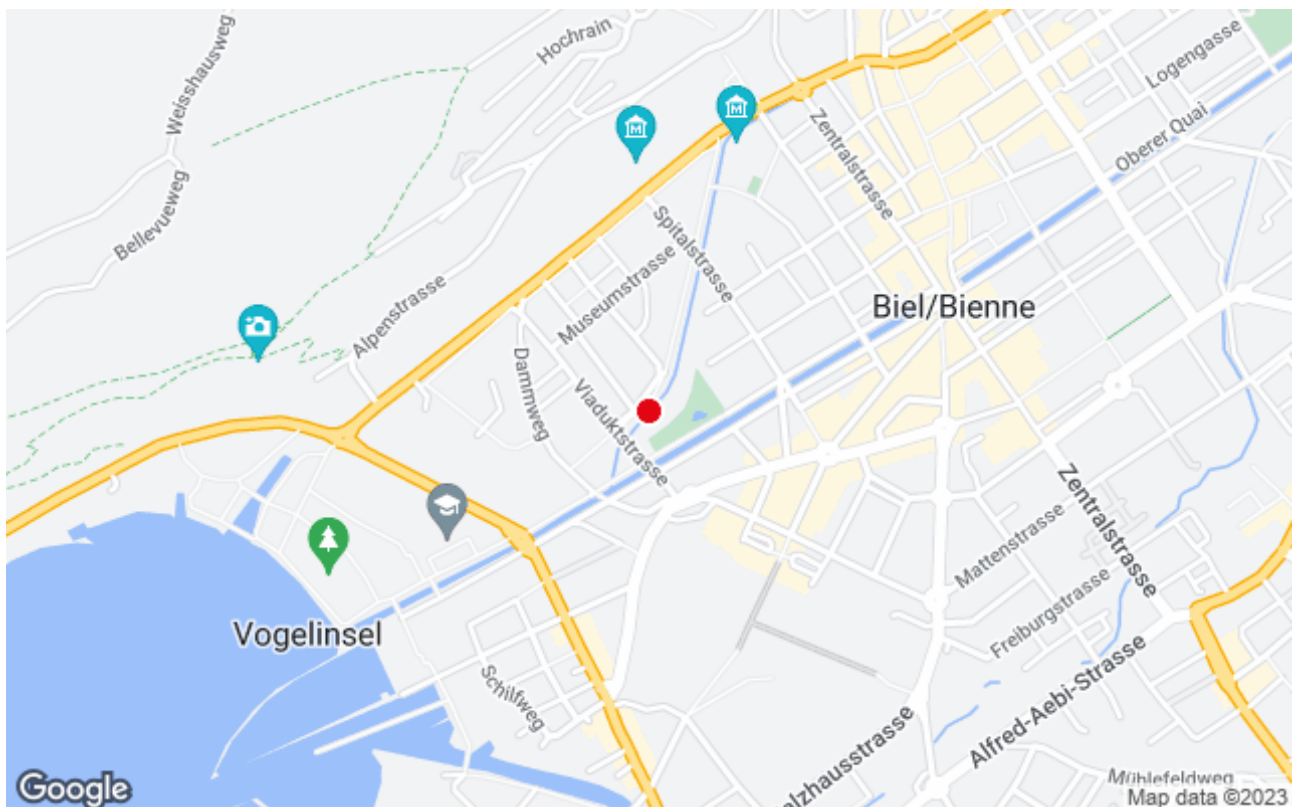 Hochrain
Weisshausweg
Logengasse
Oberer Quai
Zentralstrasse
Bellevueweg
Spitalstrasse
Museumstrasse
Alpenstrasse
Biel/Bienne
Dammweg
Viaduktstrasse
Zentralstrasse
Mattenstrasse
Freiburgstrasse
Vogelinsel
Schilfweg
Alfred-Aebi-Strasse
alzhausstrasse
Mühlefeldweg
Google
Map data ©2023